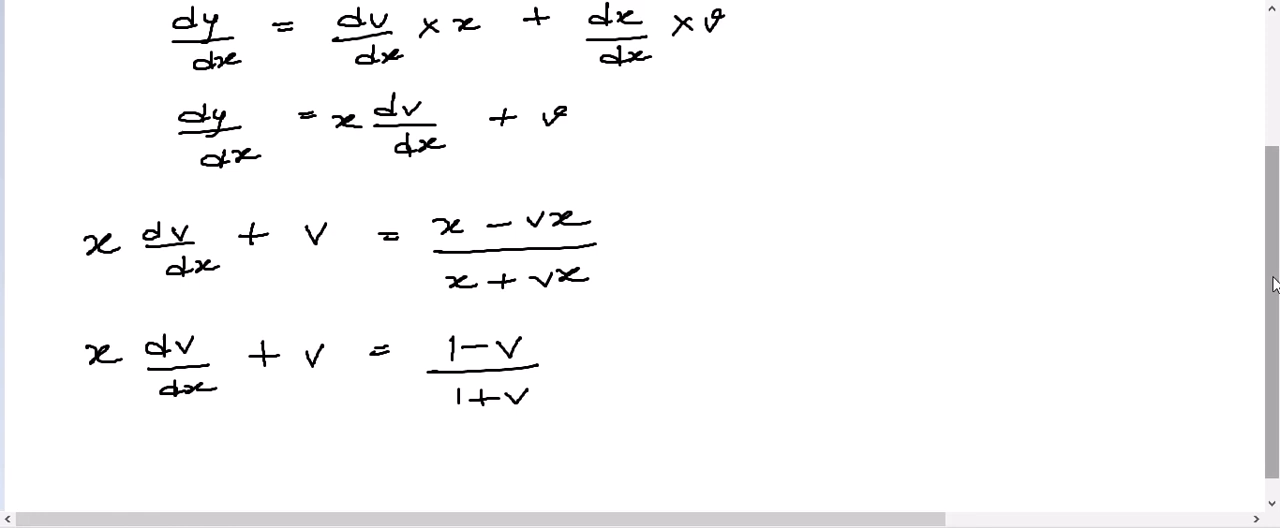 dy/dx = dv/dx × x + dx/dx × v
dy/dx = x dv/dx + v
x dv/dx + v = x - vx / x + vx
x dv/dx + v = 1 - v / 1 + v